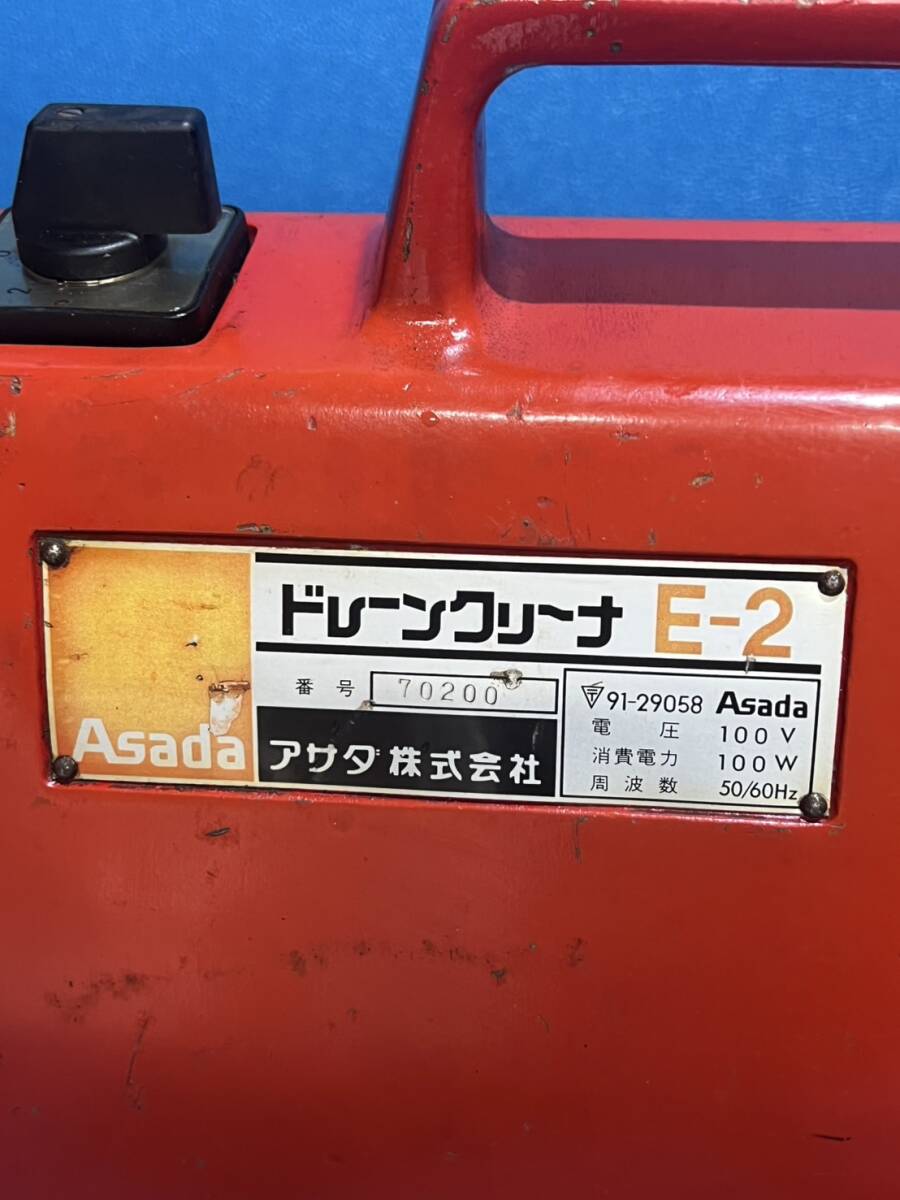 ドレーンクリーナ E-2
番号 70200
Asada
アサダ株式会社
91-29058 Asada
電圧 100V
消費電力 100W
周波数 50/60Hz
2